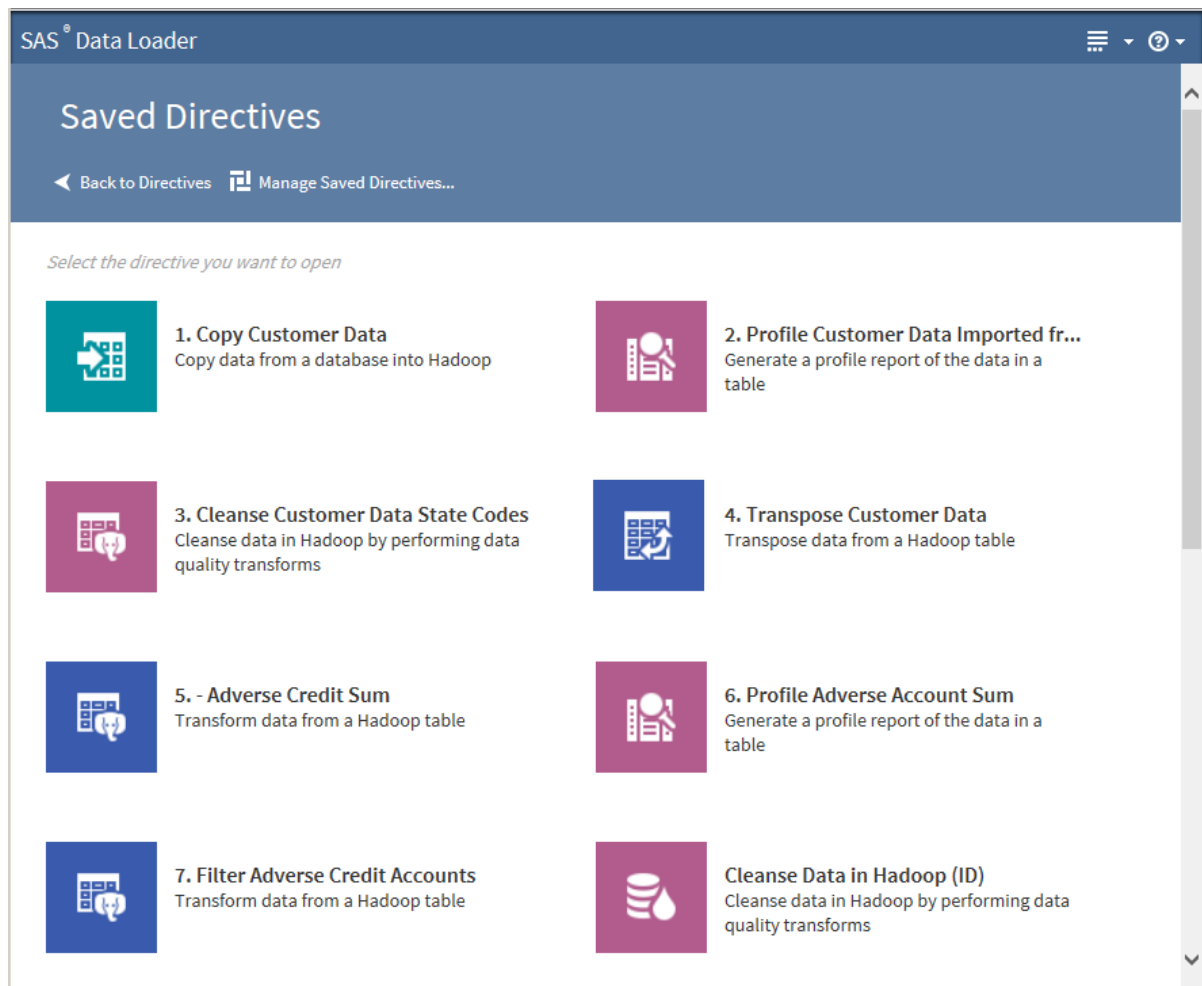 SAS® Data Loader
Saved Directives
Back to Directives Manage Saved Directives...
Select the directive you want to open
1. Copy Customer Data
Copy data from a database into Hadoop
2. Profile Customer Data Imported fr...
Generate a profile report of the data in a
table
3. Cleanse Customer Data State Codes
Cleanse data in Hadoop by performing data
quality transforms
4. Transpose Customer Data
Transpose data from a Hadoop table
5. - Adverse Credit Sum
Transform data from a Hadoop table
6. Profile Adverse Account Sum
Generate a profile report of the data in a
table
7. Filter Adverse Credit Accounts
Transform data from a Hadoop table
Cleanse Data in Hadoop (ID)
Cleanse data in Hadoop by performing data
quality transforms